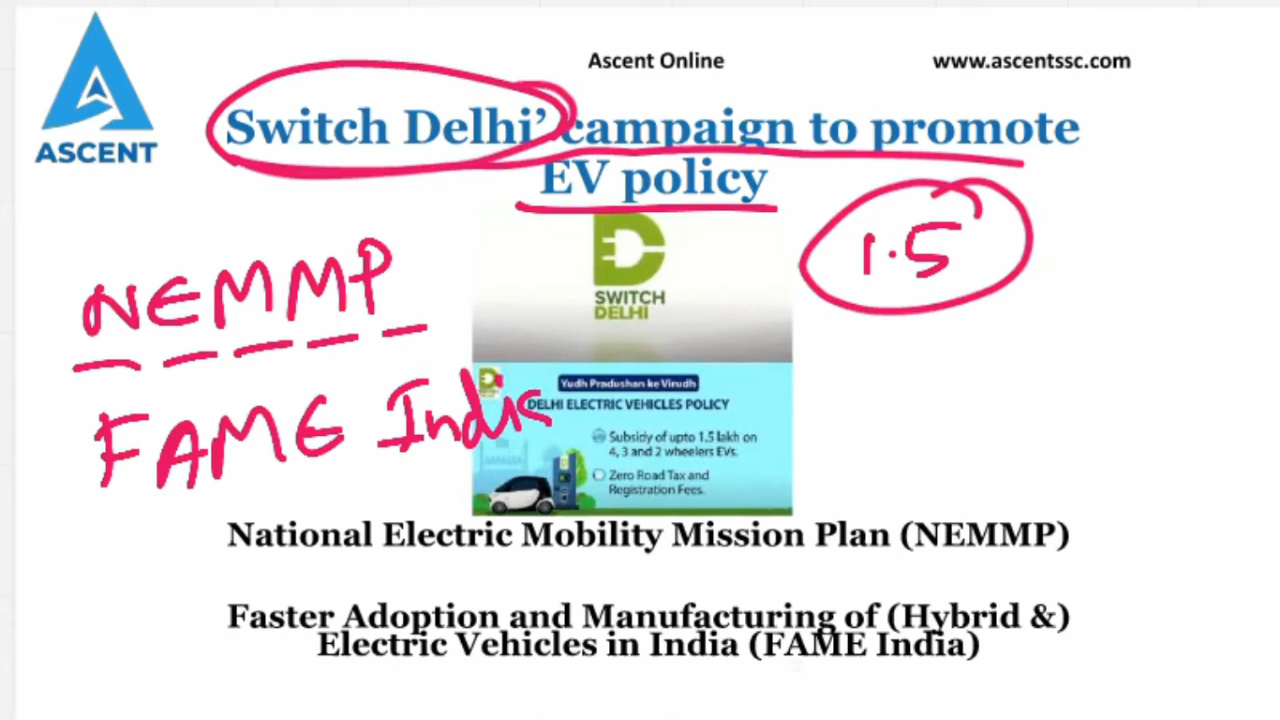 ASCENT
Ascent Online
www.ascentssc.com
Switch Delhi’ campaign to promote
EV policy
1.5
NEMMP
FAME India
SWITCH
DELHI
Yudh Pradushan ke Virudh
DELHI ELECTRIC VEHICLES POLICY
Subsidy of upto 1.5 lakh on
4, 3 and 2 wheelers EVs.
Zero Road Tax and
Registration Fees.
National Electric Mobility Mission Plan (NEMMP)
Faster Adoption and Manufacturing of (Hybrid &)
Electric Vehicles in India (FAME India)